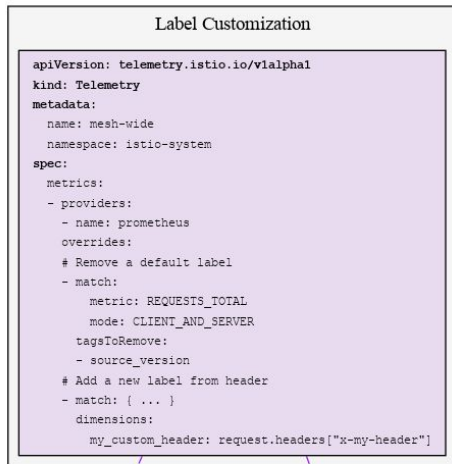 Label Customization
apiVersion: telemetry.istio.io/v1alpha1
kind: Telemetry
metadata:
  name: mesh-wide
  namespace: istio-system
spec:
  metrics:
  - providers:
    - name: prometheus
    overrides:
    # Remove a default label
    - match:
        metric: REQUESTS_TOTAL
        mode: CLIENT_AND_SERVER
      tagsToRemove:
      - source_version
    # Add a new label from header
    - match: { ... }
      dimensions:
        my_custom_header: request.headers["x-my-header"]